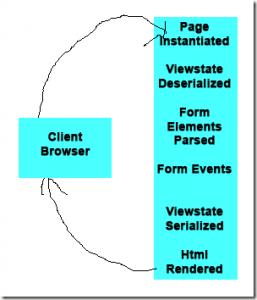 Page
Instantiated
Viewstate
Deserialized
Form
Elements
Parsed
Form Events
Viewstate
Serialized
Html
Rendered
Client
Browser